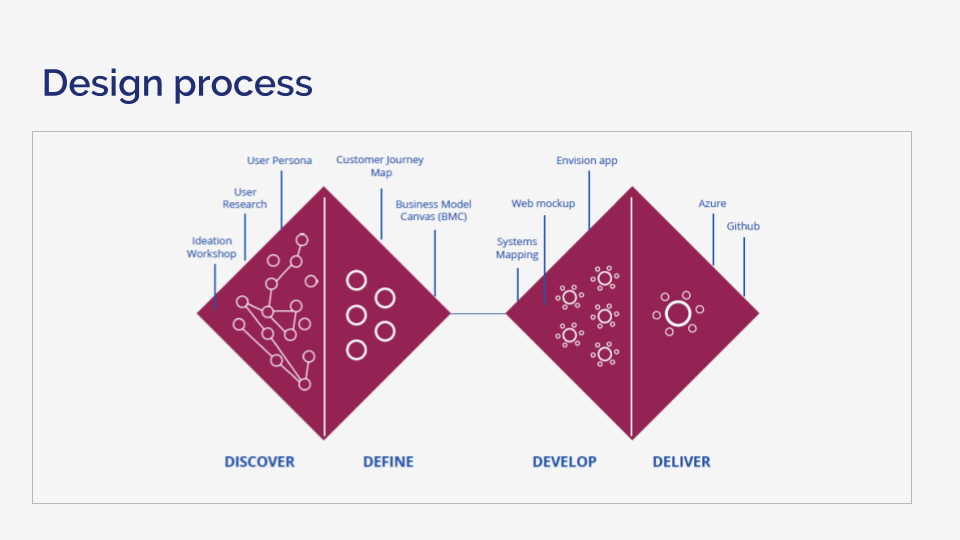 Design process
User Persona
Customer Journey
Map
Envision app
User
Research
Business Model
Canvas (BMC)
Web mockup
Azure
Github
Ideation
Workshop
Systems
Mapping
DISCOVER
DEFINE
DEVELOP
DELIVER